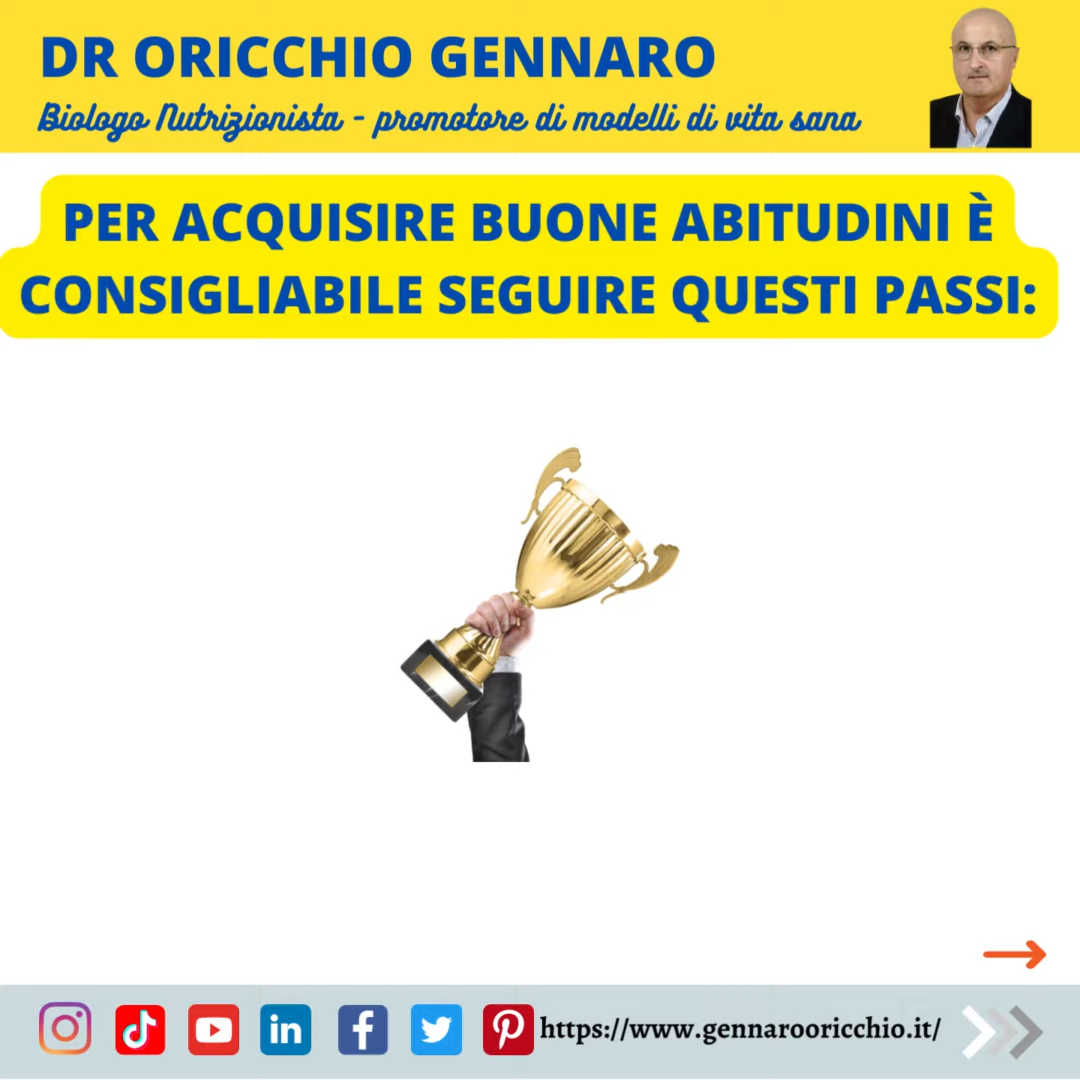 DR ORICCHIO GENNARO
Biologo Nutrizionista - promotore di modelli di vita sana
PER ACQUISIRE BUONE ABITUDINI È
CONSIGLIABILE SEGUIRE QUESTI PASSI:
https://www.gennarooricchio.it/